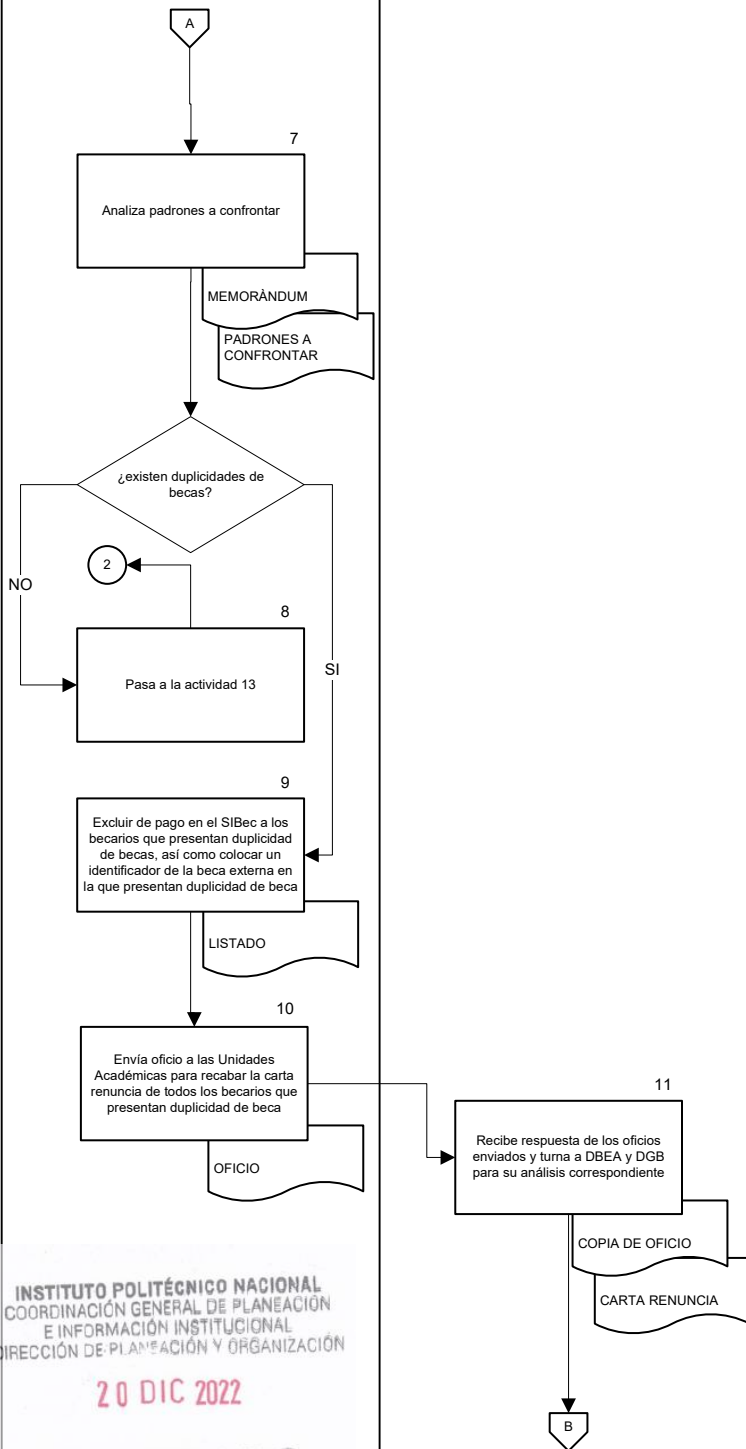 A
7
Analiza padrones a confrontar
MEMORÀNDUM
PADRONES A
CONFRONTAR
¿existen duplicidades de
becas?
NO
SI
2
8
Pasa a la actividad 13
9
Excluir de pago en el SIBec a los
becarios que presentan duplicidad
de becas, así como colocar un
identificador de la beca externa en
la que presentan duplicidad de beca
LISTADO
10
Envía oficio a las Unidades
Académicas para recabar la carta
renuncia de todos los becarios que
presentan duplicidad de beca
OFICIO
11
Recibe respuesta de los oficios
enviados y turna a DBEA y DGB
para su análisis correspondiente
COPIA DE OFICIO
CARTA RENUNCIA
B
INSTITUTO POLITÉCNICO NACIONAL
COORDINACIÓN GENERAL DE PLANEACIÓN
E INFORMACIÓN INSTITUCIONAL
DIRECCIÓN DE PLANEACIÓN Y ORGANIZACIÓN
20 DIC 2022